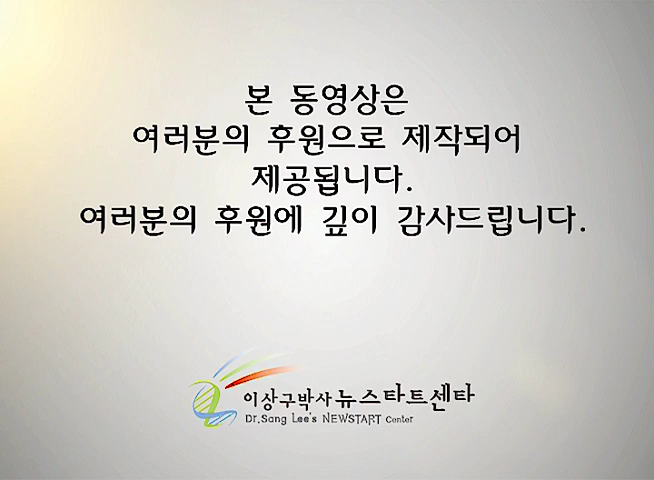 본 동영상은
여러분의 후원으로 제작되어
제공됩니다.
여러분의 후원에 깊이 감사드립니다.
이상구박사뉴스타트센타
Dr.Sang Lee's NEWSTART Center